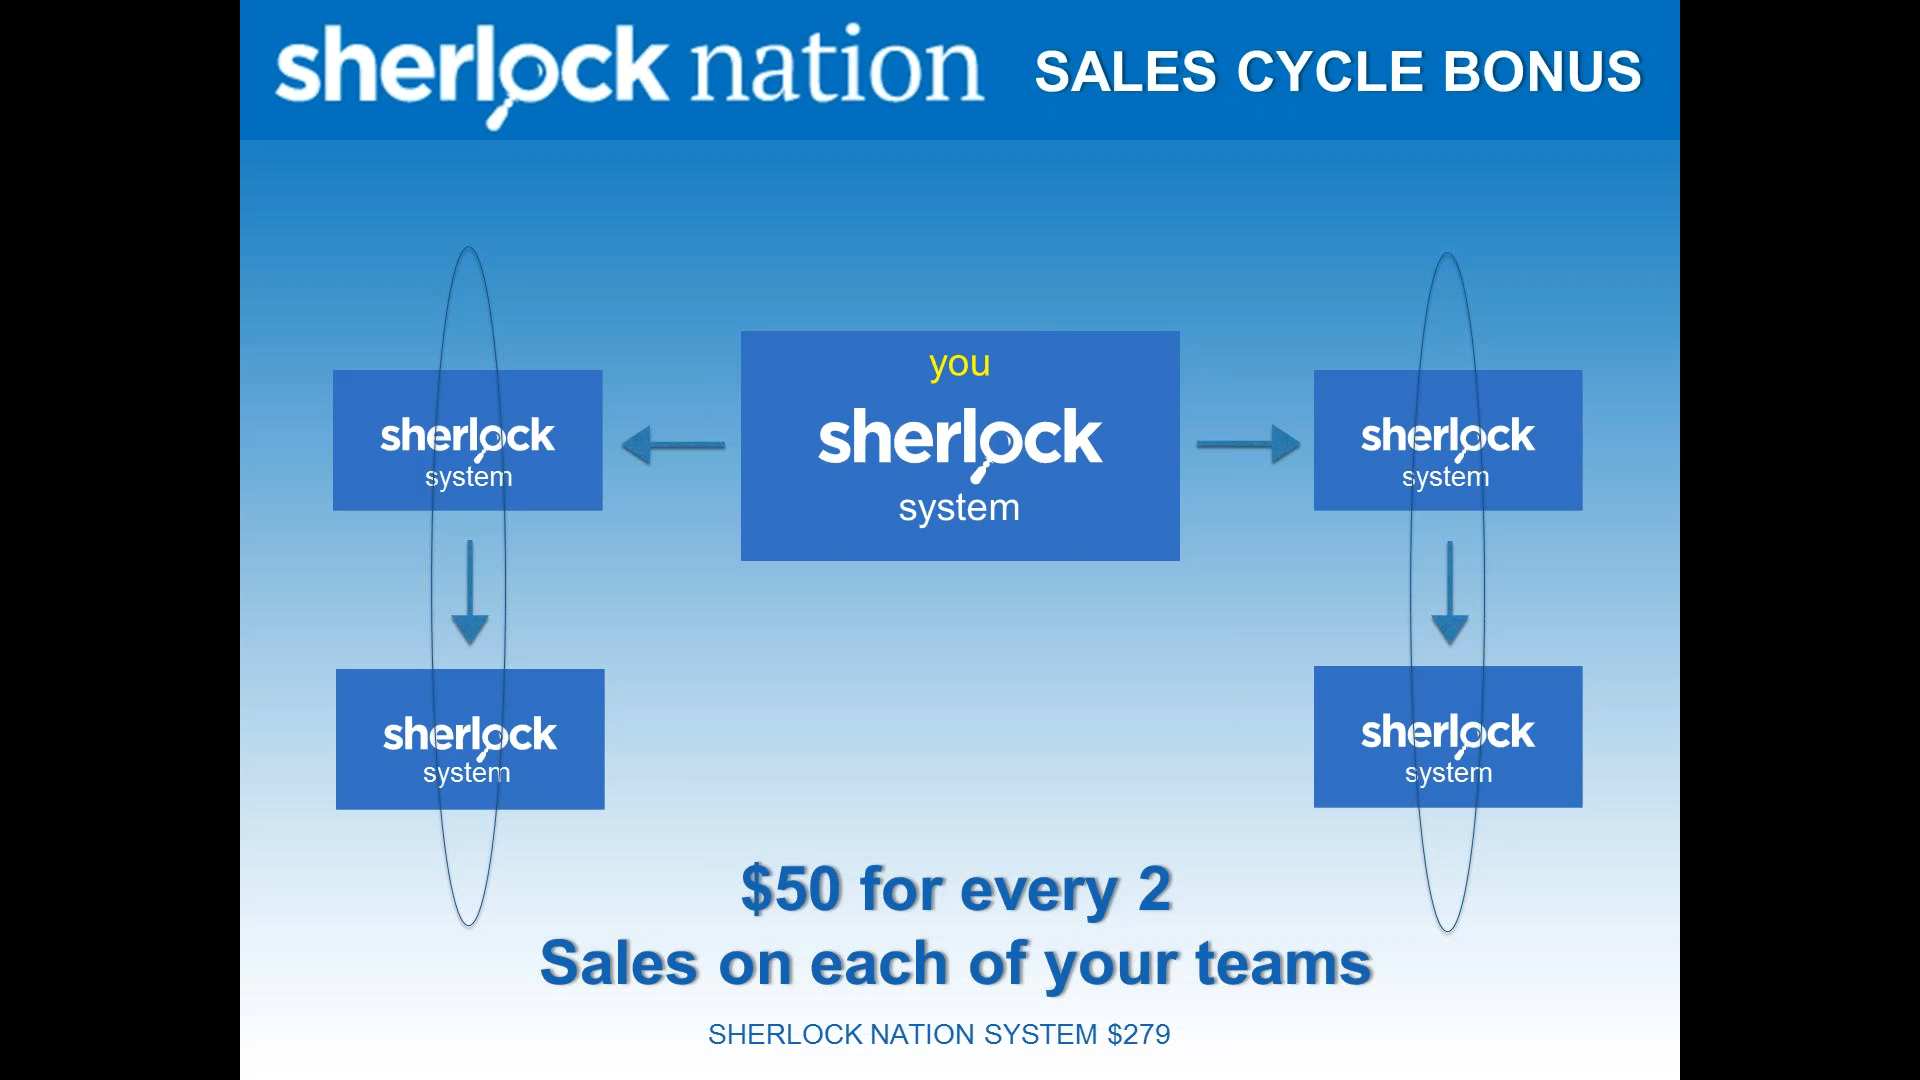 sherlock nation SALES CYCLE BONUS
you
sherlock
system
sherlock
system
sherlock
system
sherlock
system
sherlock
system
$50 for every 2
Sales on each of your teams
SHERLOCK NATION SYSTEM $279